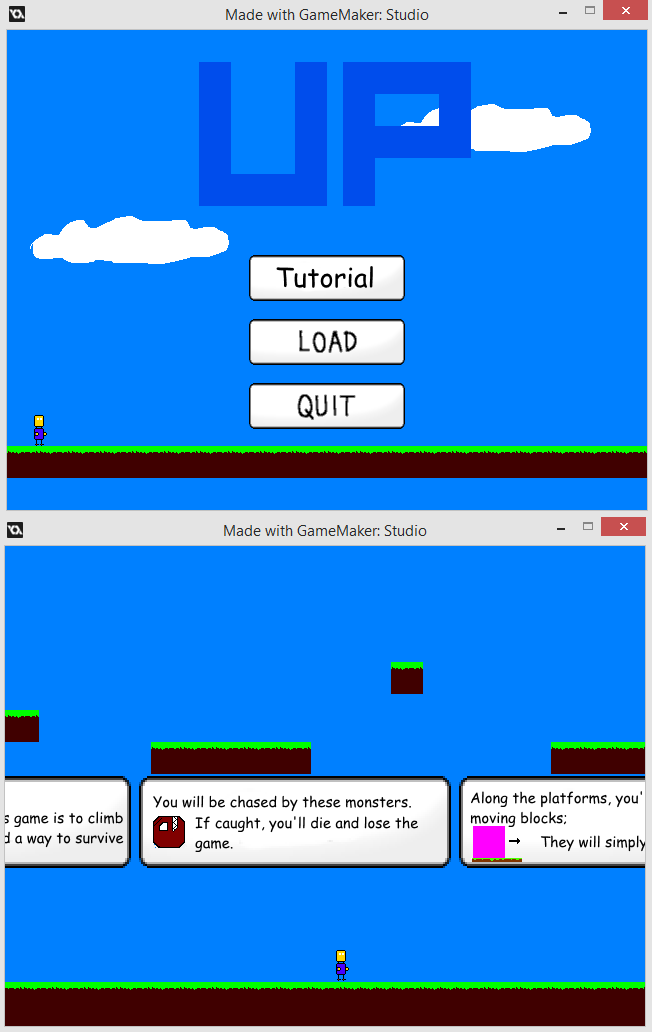 Made with GameMaker: Studio
UP
Tutorial
LOAD
QUIT
Made with GameMaker: Studio
s game is to climb
d a way to survive
You will be chased by these monsters.
If caught, you'll die and lose the
game.
Along the platforms, you'
moving blocks;
They will simply